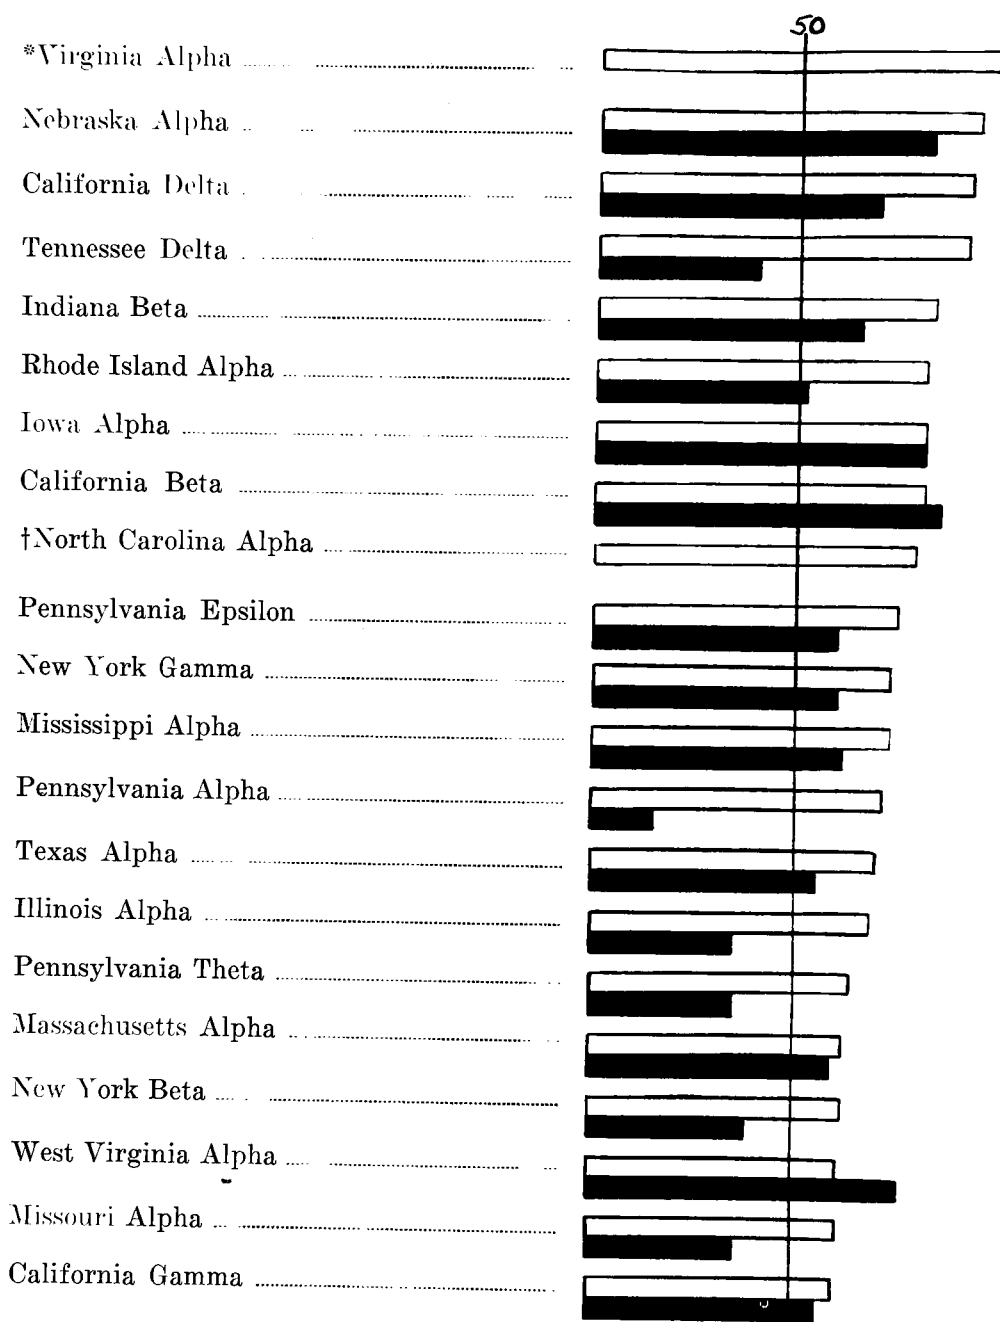 50
*Virginia Alpha
Nebraska Alpha
California Delta
Tennessee Delta
Indiana Beta
Rhode Island Alpha
Iowa Alpha
California Beta
†North Carolina Alpha
Pennsylvania Epsilon
New York Gamma
Mississippi Alpha
Pennsylvania Alpha
Texas Alpha
Illinois Alpha
Pennsylvania Theta
Massachusetts Alpha
New York Beta
West Virginia Alpha
Missouri Alpha
California Gamma